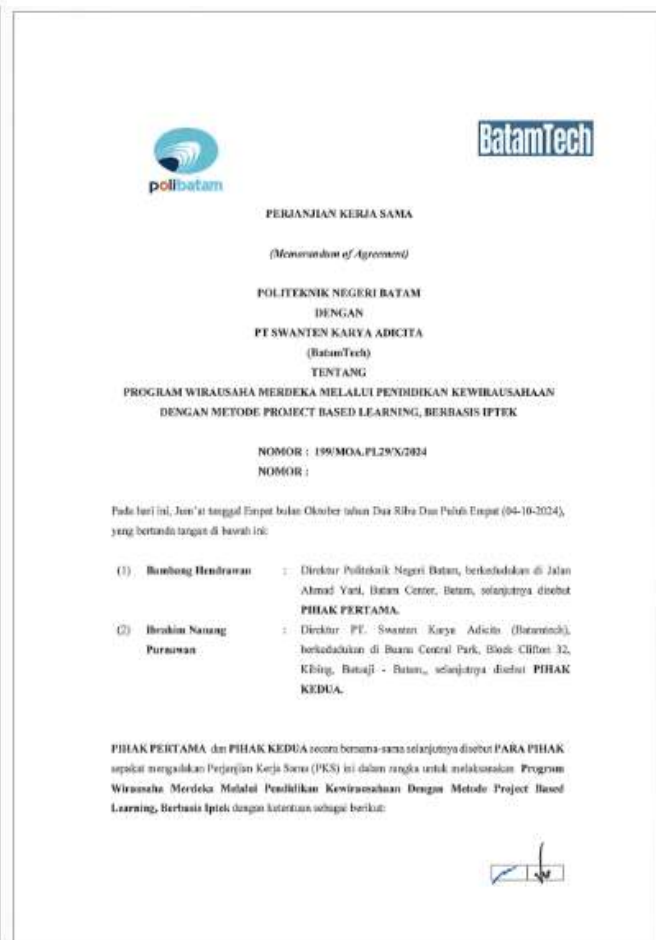 polibatam
BatamTech
PERJANJIAN KERJA SAMA
(Memorandum of Agreement)
POLITEKNIK NEGERI BATAM
DENGAN
PT SWANTEN KARYA ADICITA
(BatamTech)
TENTANG
PROGRAM WIRAUSAHA MERDEKA MELALUI PENDIDIKAN KEWIRAUSAHAAN
DENGAN METODE PROJECT BASED LEARNING, BERBASIS IPTEK
NOMOR : 199/MOA.PL29/X/2024
NOMOR :
Pada hari ini, Jum'at tanggal Empat bulan Oktober tahun Dua Ribu Dua Puluh Empat (04-10-2024),
yang bertanda tangan di bawah ini:
(1) Bambang Hendrawan : Direktur Politeknik Negeri Batam, berkedudukan di Jalan
Ahmad Yani, Batam Center, Batam, selanjutnya disebut
PIHAK PERTAMA.
(2) Ibrahim Nanang : Direktur PT. Swanten Karya Adicita (Batamtech),
Purnawan berkedudukan di Buana Central Park, Block Clifton 32,
Kibing, Batuaji - Batam,, selanjutnya disebut PIHAK
KEDUA.
PIHAK PERTAMA dan PIHAK KEDUA secara bersama-sama selanjutnya disebut PARA PIHAK
sepakat mengadakan Perjanjian Kerja Sama (PKS) ini dalam rangka untuk melaksanakan Program
Wirausaha Merdeka Melalui Pendidikan Kewirausahaan Dengan Metode Project Based
Learning, Berbasis Iptek dengan ketentuan sebagai berikut: